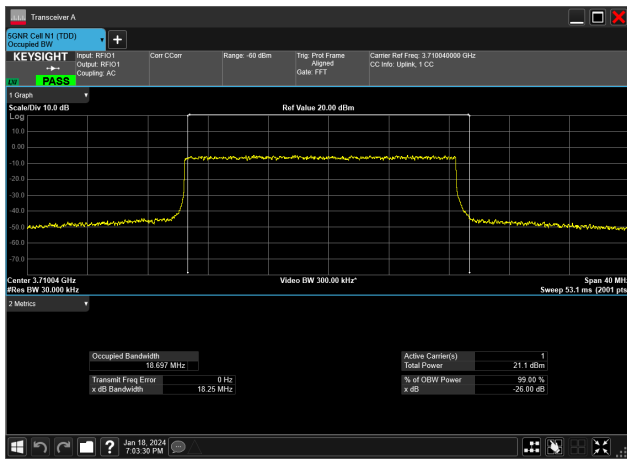 Transceiver A
5GNR Cell N1 (TDD)
Occupied BW
+
KEYSIGHT
Input: RFIO1
Output: RFIO1
Coupling: AC
Corr CCorr
Range: -60 dBm
Trig: Prot Frame
Aligned
Gate: FFT
Carrier Ref Freq: 3.710040000 GHz
CC Info: Uplink, 1 CC
PASS
1 Graph
Scale/Div 10.0 dB
Ref Value 20.00 dBm
Log
10.0
0.00
-10.0
-20.0
-30.0
-40.0
-50.0
-60.0
-70.0
Center 3.71004 GHz
Video BW 300.00 kHz*
Span 40 MHz
#Res BW 30.000 kHz
Sweep 53.1 ms (2001 pts
2 Metrics
Occupied Bandwidth
18.697 MHz
Transmit Freq Error 0 Hz
x dB Bandwidth 18.25 MHz
Active Carrier(s) 1
Total Power 21.1 dBm
% of OBW Power 99.00 %
x dB -26.00 dB
?
Jan 18, 2024
7:03:30 PM